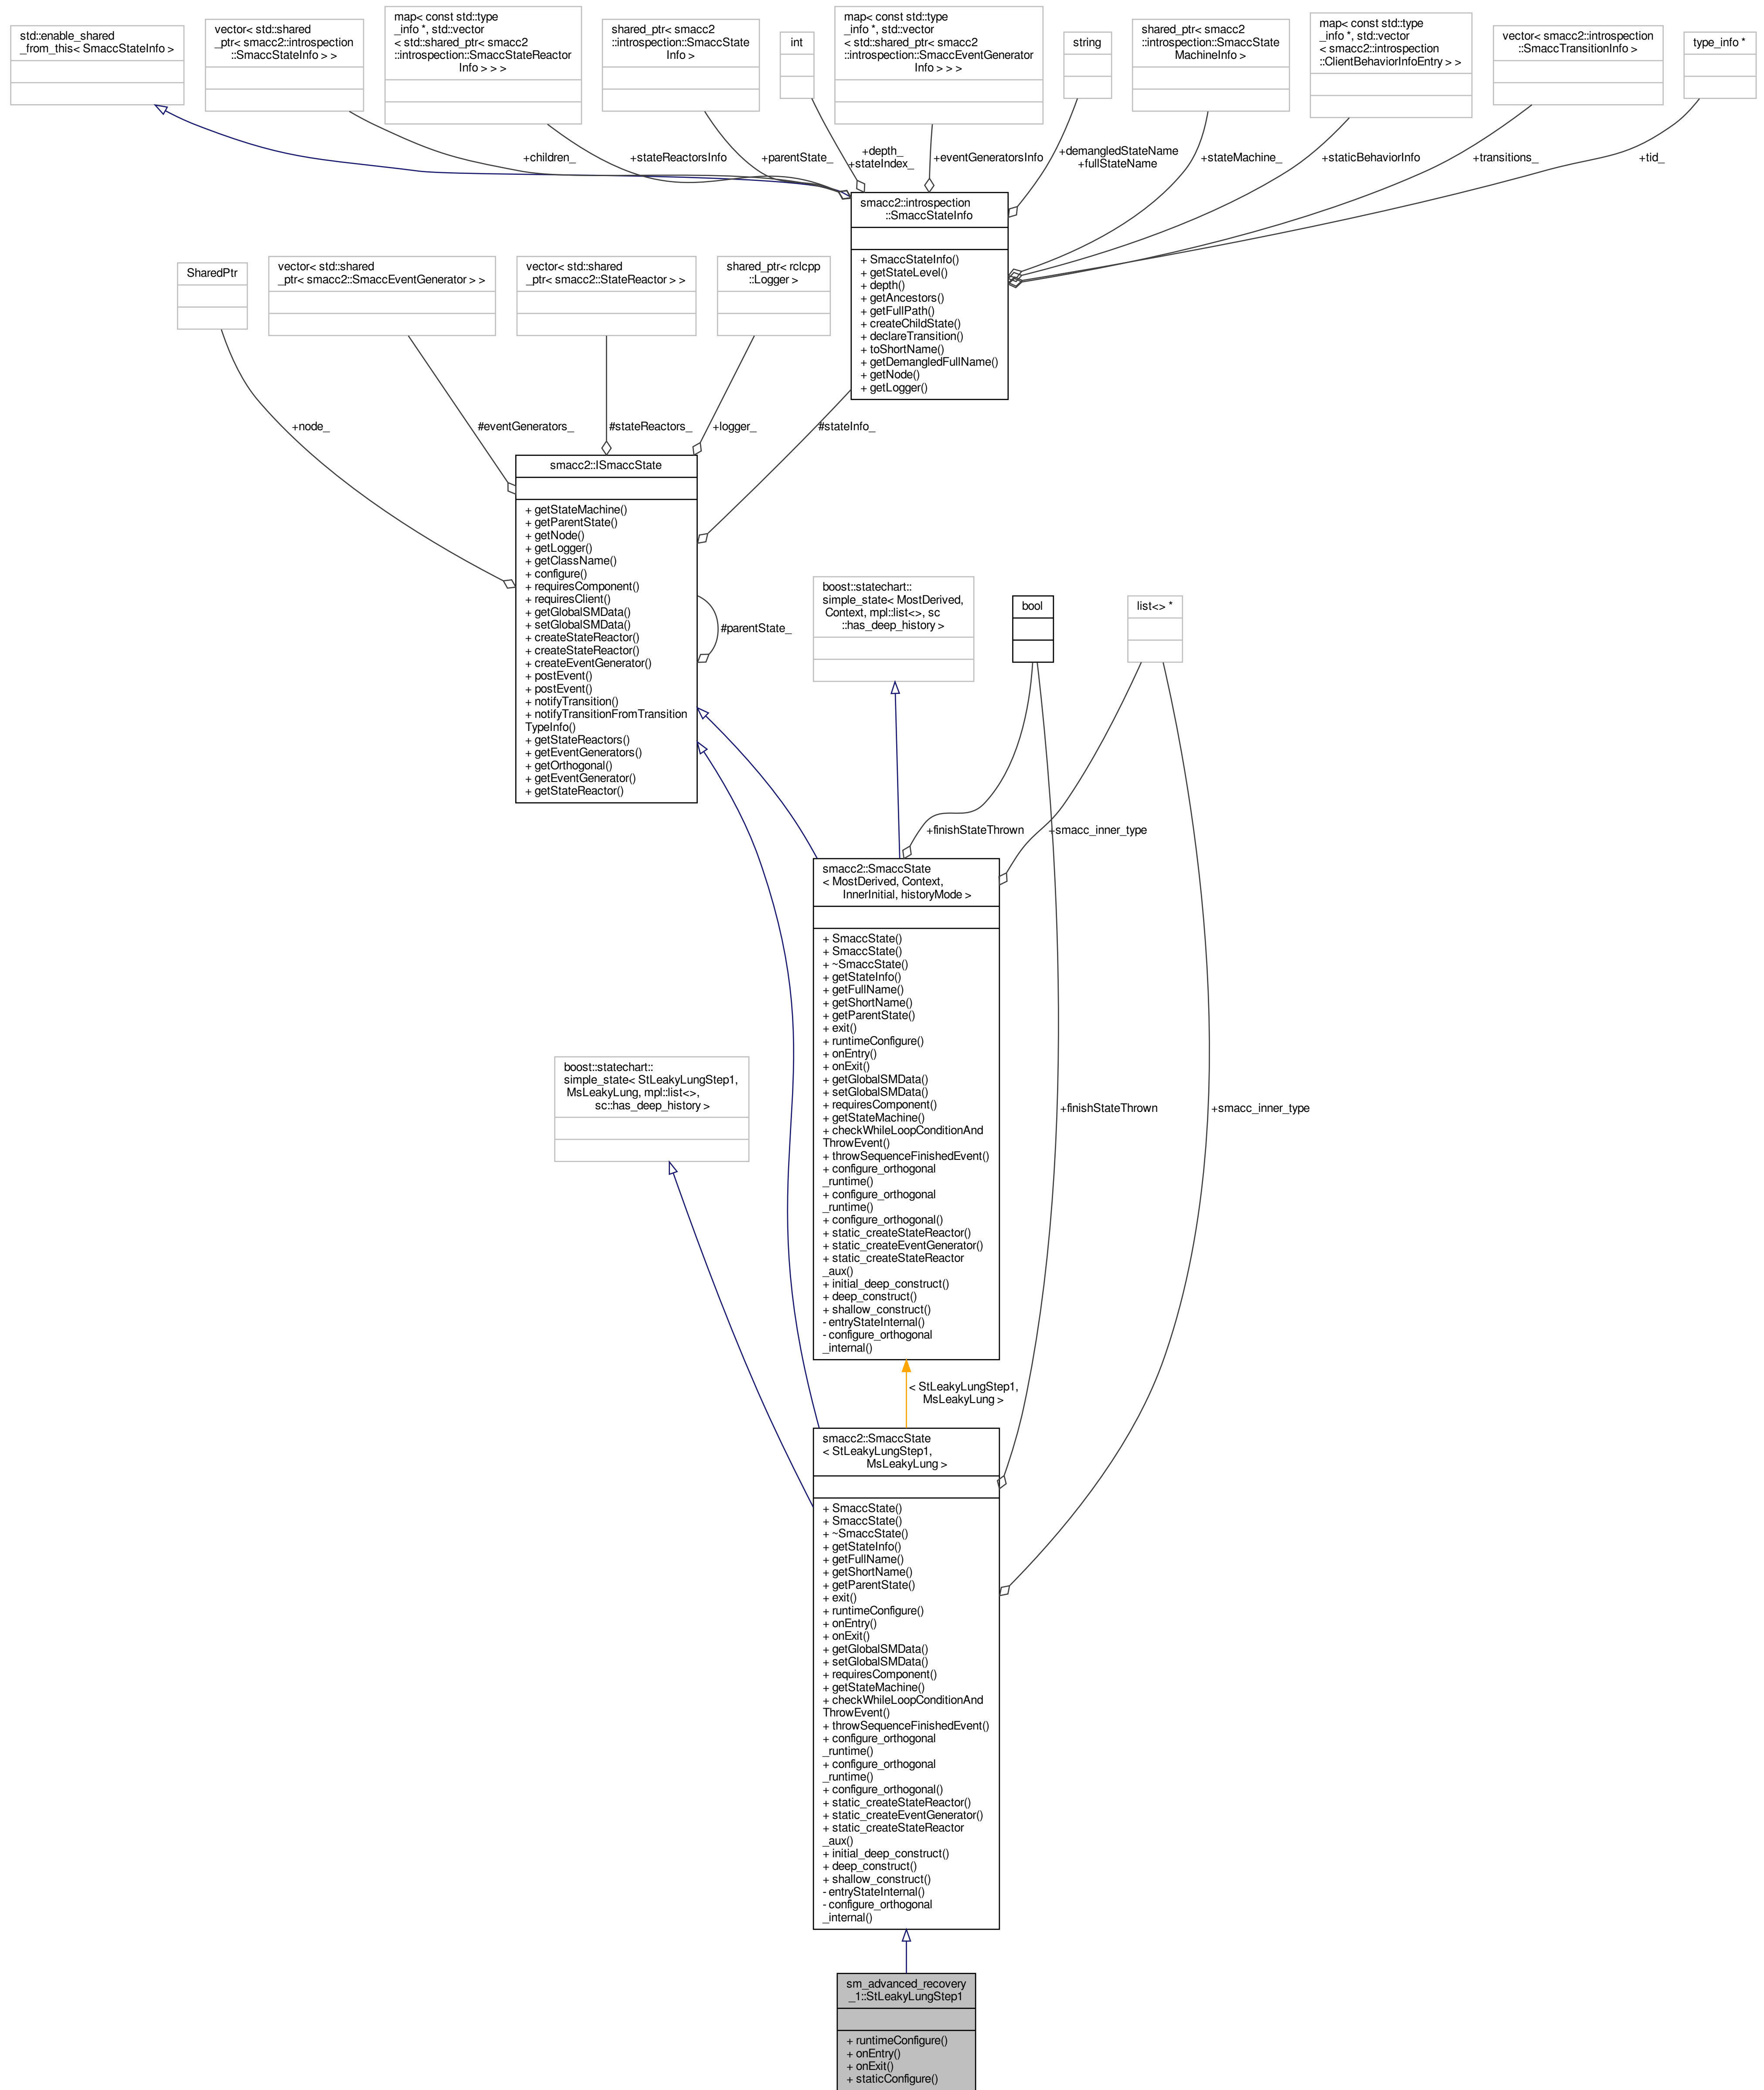 std::enable_shared
_from_this< SmaccStateInfo >
vector< std::shared
_ptr< smacc2::introspection
::SmaccStateInfo > >
map< const std::type
_info *, std::vector
< std::shared_ptr< smacc2
::introspection::SmaccStateReactor
Info > > >
shared_ptr< smacc2
::introspection::SmaccState
Info >
int
map< const std::type
_info *, std::vector
< std::shared_ptr< smacc2
::introspection::SmaccEventGenerator
Info > > >
string
shared_ptr< smacc2
::introspection::SmaccState
MachineInfo >
map< const std::type
_info *, std::vector
< smacc2::introspection
::ClientBehaviorInfoEntry > >
vector< smacc2::introspection
::SmaccTransitionInfo >
type_info *
+children_
+stateReactorsInfo
+parentState_
+depth_
+stateIndex_
+eventGeneratorsInfo
+demangledStateName
+fullStateName
+stateMachine_
+staticBehaviorInfo
+transitions_
+tid_
smacc2::introspection
::SmaccStateInfo
+ SmaccStateInfo()
+ getStateLevel()
+ depth()
+ getAncestors()
+ getFullPath()
+ createChildState()
+ declareTransition()
+ toShortName()
+ getDemangledFullName()
+ getNode()
+ getLogger()
SharedPtr
vector< std::shared
_ptr< smacc2::SmaccEventGenerator > >
vector< std::shared
_ptr< smacc2::StateReactor > >
shared_ptr< rclcpp
::Logger >
+node_
#eventGenerators_
#stateReactors_
+logger_
#stateInfo_
smacc2::ISmaccState
+ getStateMachine()
+ getParentState()
+ getNode()
+ getLogger()
+ getClassName()
+ configure()
+ requiresComponent()
+ requiresClient()
+ getGlobalSMData()
+ setGlobalSMData()
+ createStateReactor()
+ createStateReactor()
+ createEventGenerator()
+ postEvent()
+ postEvent()
+ notifyTransition()
+ notifyTransitionFromTransition
TypeInfo()
+ getStateReactors()
+ getEventGenerators()
+ getOrthogonal()
+ getEventGenerator()
+ getStateReactor()
#parentState_
boost::statechart::
simple_state< MostDerived,
Context, mpl::list<>, sc
::has_deep_history >
bool
list<> *
+finishStateThrown
+smacc_inner_type
smacc2::SmaccState
< MostDerived, Context,
InnerInitial, historyMode >
+ SmaccState()
+ SmaccState()
+ ~SmaccState()
+ getStateInfo()
+ getFullName()
+ getShortName()
+ getParentState()
+ exit()
+ runtimeConfigure()
+ onEntry()
+ onExit()
+ getGlobalSMData()
+ setGlobalSMData()
+ requiresComponent()
+ getStateMachine()
+ checkWhileLoopConditionAnd
ThrowEvent()
+ throwSequenceFinishedEvent()
+ configure_orthogonal
_runtime()
+ configure_orthogonal
_runtime()
+ configure_orthogonal()
+ static_createStateReactor()
+ static_createEventGenerator()
+ static_createStateReactor
_aux()
+ initial_deep_construct()
+ deep_construct()
+ shallow_construct()
- entryStateInternal()
- configure_orthogonal
_internal()
boost::statechart::
simple_state< StLeakyLungStep1,
MsLeakyLung, mpl::list<>,
sc::has_deep_history >
+finishStateThrown
+smacc_inner_type
< StLeakyLungStep1,
MsLeakyLung >
smacc2::SmaccState
< StLeakyLungStep1,
MsLeakyLung >
+ SmaccState()
+ SmaccState()
+ ~SmaccState()
+ getStateInfo()
+ getFullName()
+ getShortName()
+ getParentState()
+ exit()
+ runtimeConfigure()
+ onEntry()
+ onExit()
+ getGlobalSMData()
+ setGlobalSMData()
+ requiresComponent()
+ getStateMachine()
+ checkWhileLoopConditionAnd
ThrowEvent()
+ throwSequenceFinishedEvent()
+ configure_orthogonal
_runtime()
+ configure_orthogonal
_runtime()
+ configure_orthogonal()
+ static_createStateReactor()
+ static_createEventGenerator()
+ static_createStateReactor
_aux()
+ initial_deep_construct()
+ deep_construct()
+ shallow_construct()
- entryStateInternal()
- configure_orthogonal
_internal()
sm_advanced_recovery
_1::StLeakyLungStep1
+ runtimeConfigure()
+ onEntry()
+ onExit()
+ staticConfigure()